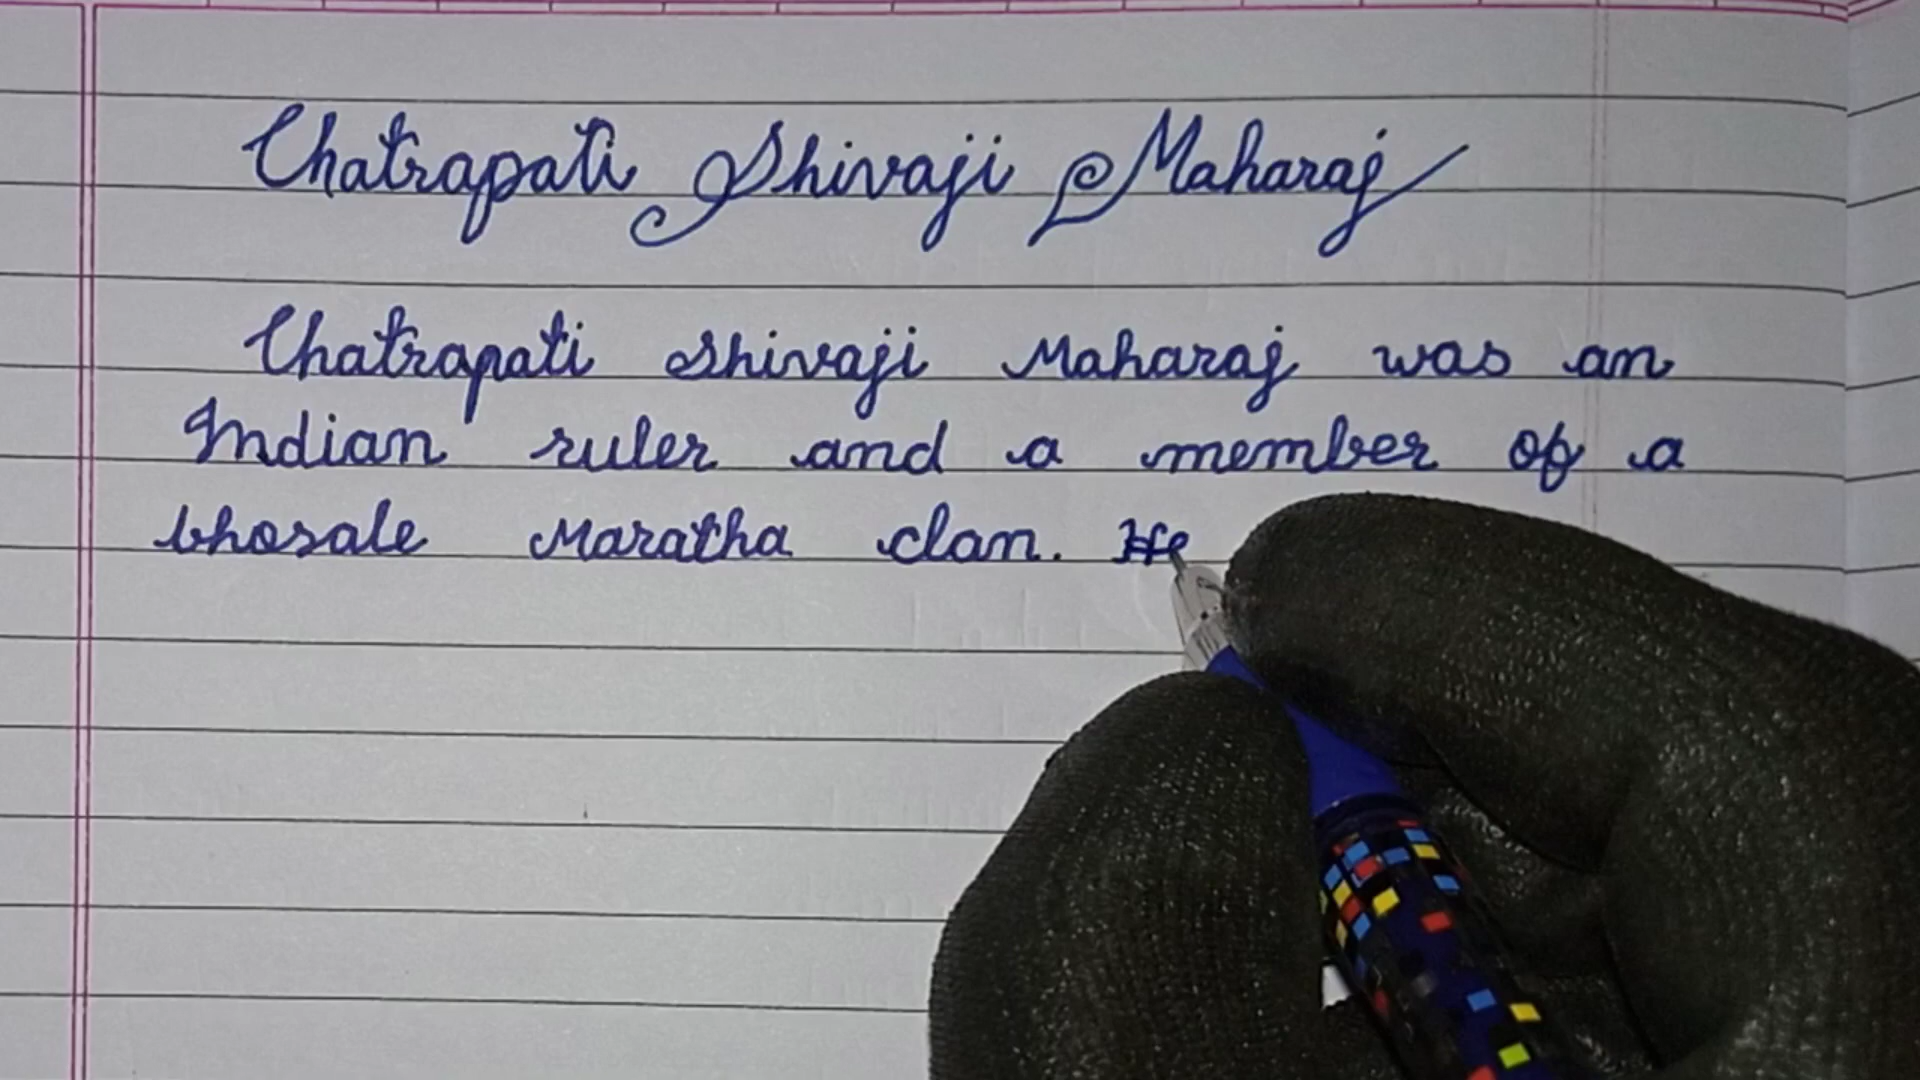 Chatrapati Shivaji Maharaj
Chatrapati Shivaji Maharaj was an
Indian ruler and a member of a
bhosale Maratha clan. He